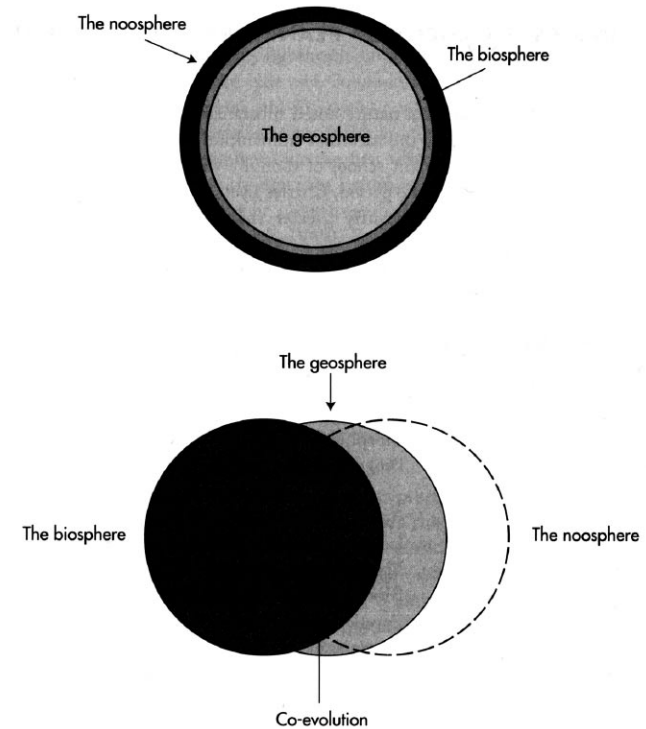 The noosphere
The biosphere
The geosphere
The geosphere
The biosphere
The noosphere
Co-evolution